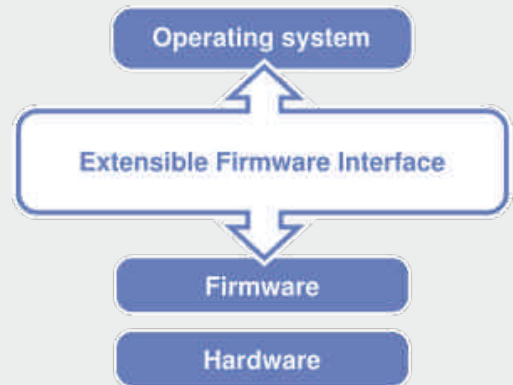 Operating system
Extensible Firmware Interface
Firmware
Hardware